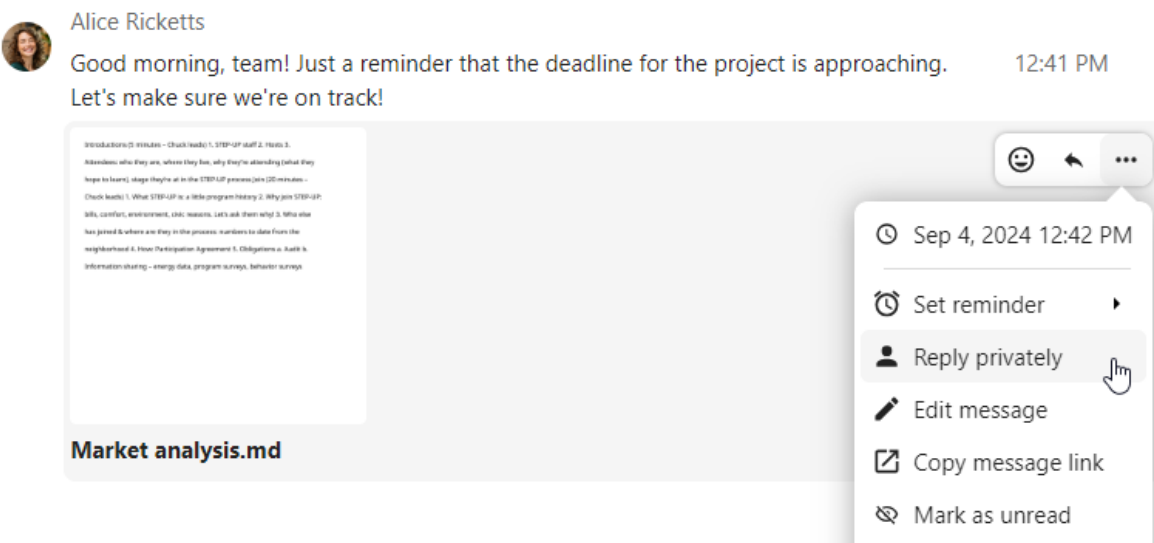 Alice Ricketts
Good morning, team! Just a reminder that the deadline for the project is approaching.
12:41 PM
Let's make sure we're on track!
Introductions (5 minutes – Chuck leads) 1. STEP-UP staff 2. Hosts 3.
Attendees: who they are, where they live, why they're attending (what they
hope to learn), stage they're at in the STEP-UP process Join (20 minutes –
Chuck leads) 1. What STEP-UP is: a little program history 2. Why join STEP-UP:
bills, comfort, environment, civic reasons. Let's ask them why! 3. Who else
has joined & where are they in the process: numbers to date from the
neighborhood 4. How: Participation Agreement 5. Obligations a. Audit b.
Information sharing – energy data, program surveys, behavior surveys
Market analysis.md
Sep 4, 2024 12:42 PM
Set reminder
Reply privately
Edit message
Copy message link
Mark as unread